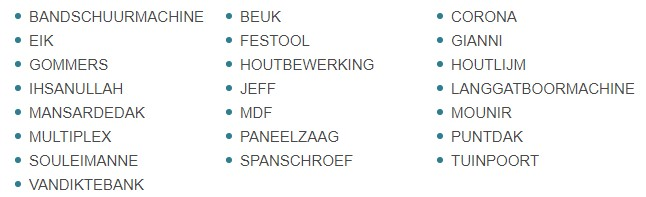 BANDSCHUURMACHINE BEUK CORONA
EIK FESTOOL GIANNI
GOMMERS HOUTBEWERKING HOUTLIJM
IHSANULLAH JEFF LANGGATBOORMACHINE
MANSARDEDAK MDF MOUNIR
MULTIPLEX PANEELZAAG PUNTDAK
SOULEIMANNE SPANSCHROEF TUINPOORT
VANDIKTEBANK